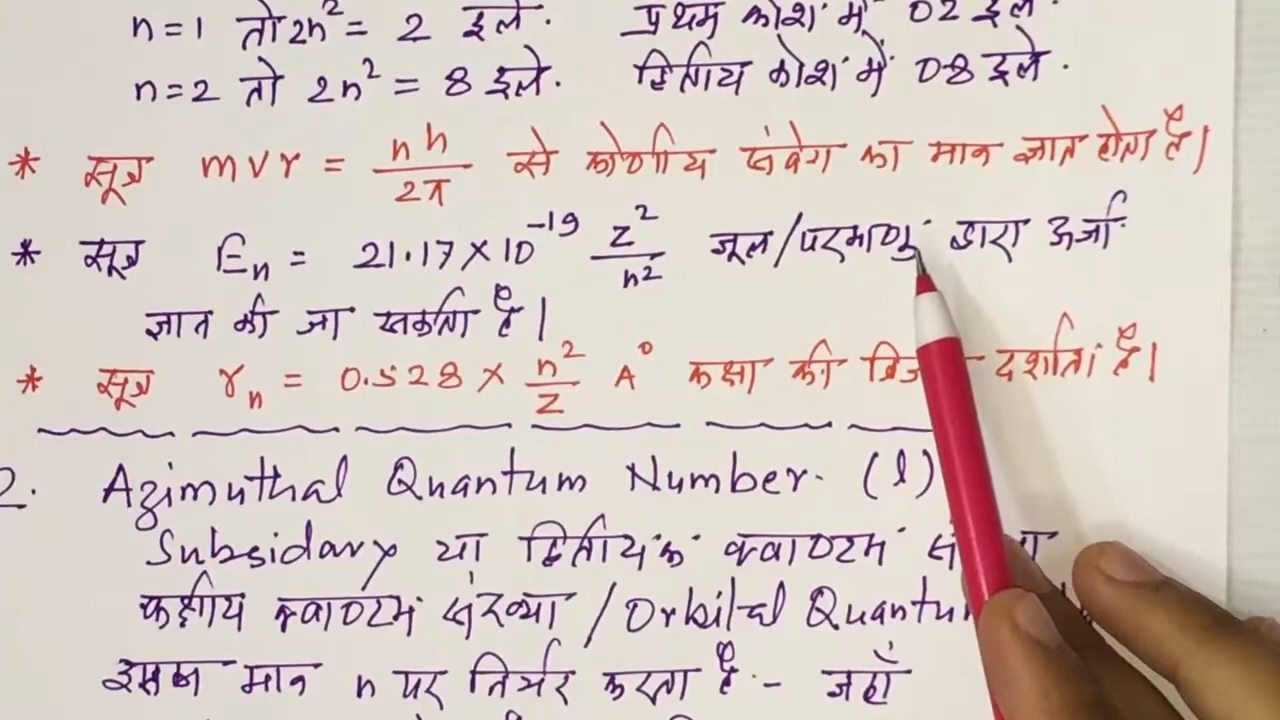 n=1 तो 2n² = 2 इले. प्रथम कोश में 02 इले.
n=2 तो 2n² = 8 इले. द्वितीय कोश में 08 इले.
* सूत्र mvr = nh/2π से कोणीय संवेग का मान ज्ञात होता है।
* सूत्र En = 21.17×10⁻¹⁹ Z²/n² जूल/परमाणु द्वारा ऊर्जा
ज्ञात की जा सकती है।
* सूत्र rn = 0.528 × n²/Z A° कक्षा की दर्शाता है।
2. Azimuthal Quantum Number. (l)
Subsidary या द्वितीयक क्वाण्टम
कक्षीय क्वाण्टम संख्या / Orbital
इसका मान n पर निर्भर करता है - जहाँ